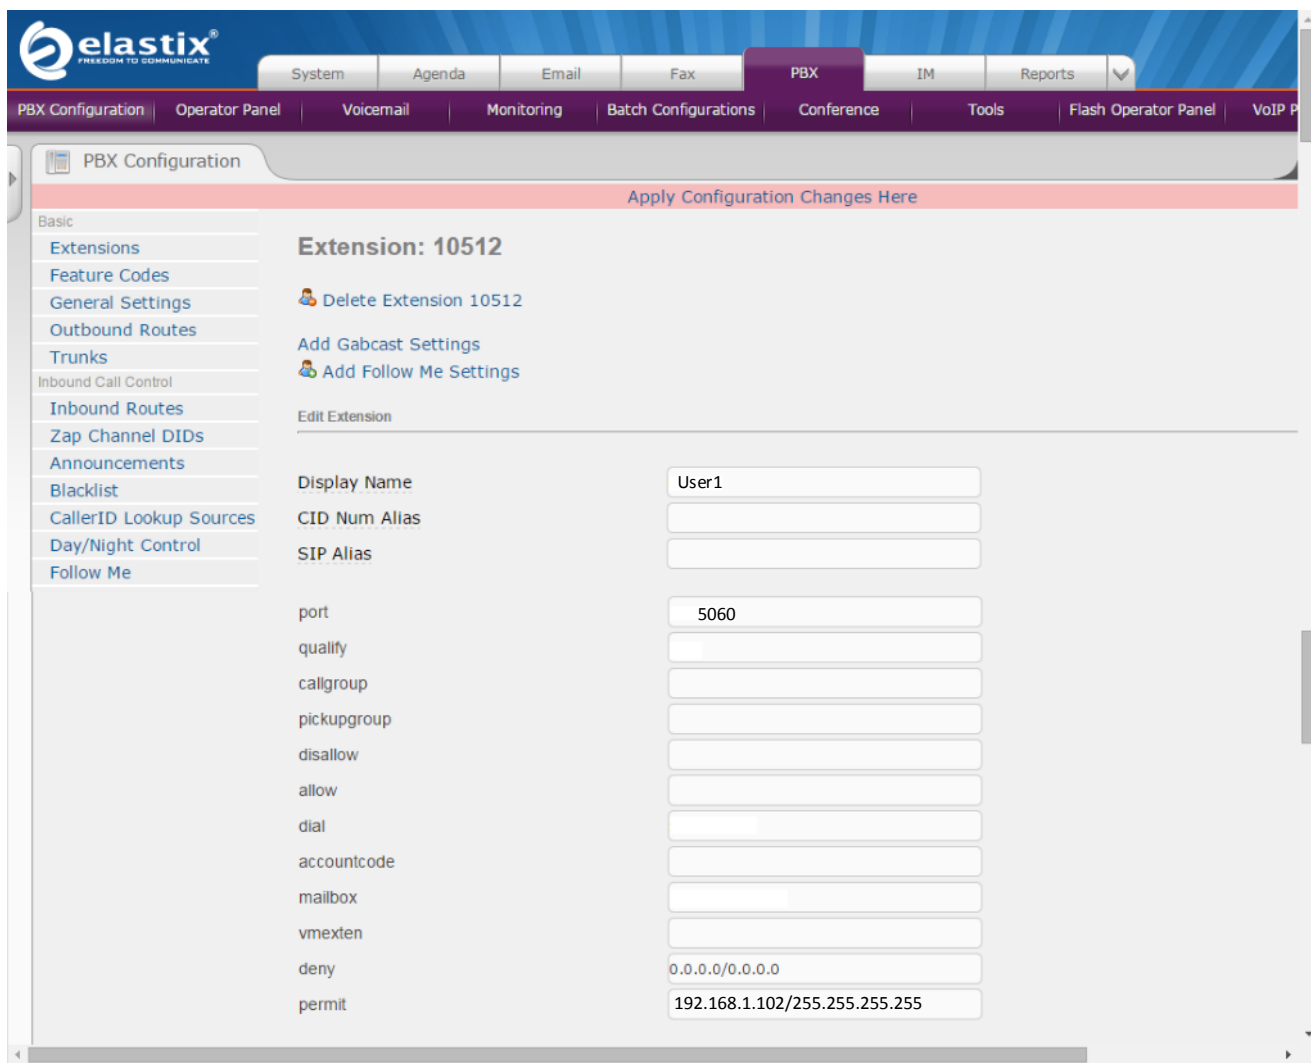 elastix®
FREEDOM TO COMMUNICATE
System Agenda Email Fax PBX IM Reports
PBX Configuration Operator Panel Voicemail Monitoring Batch Configurations Conference Tools Flash Operator Panel VoIP P
PBX Configuration
Apply Configuration Changes Here
Basic
Extensions
Feature Codes
General Settings
Outbound Routes
Trunks
Inbound Call Control
Inbound Routes
Zap Channel DIDs
Announcements
Blacklist
CallerID Lookup Sources
Day/Night Control
Follow Me
Extension: 10512
Delete Extension 10512
Add Gabcast Settings
Add Follow Me Settings
Edit Extension
Display Name User1
CID Num Alias
SIP Alias
port 5060
qualify
callgroup
pickupgroup
disallow
allow
dial
accountcode
mailbox
vmexten
deny 0.0.0.0/0.0.0.0
permit 192.168.1.102/255.255.255.255